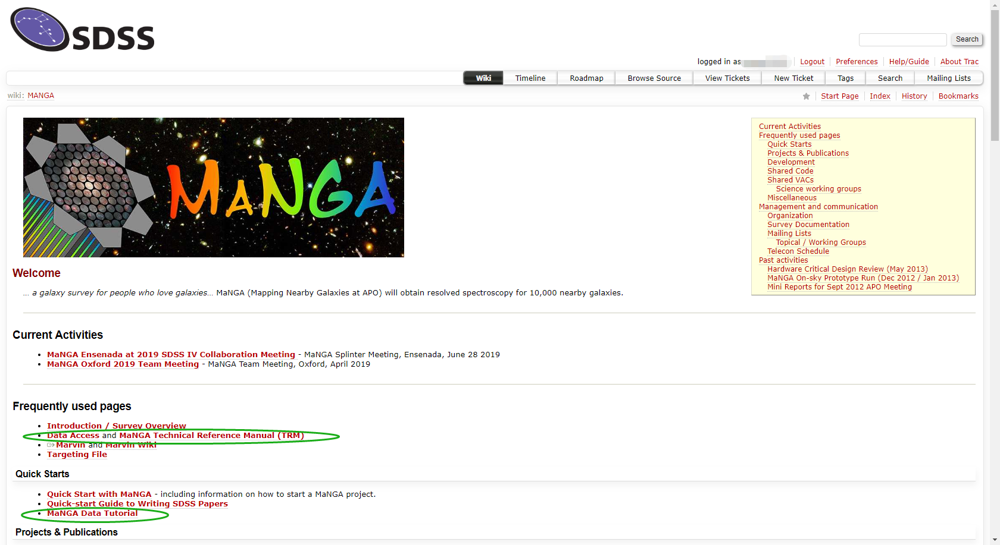 SDSS
Search
logged in as
Logout
Preferences
Help/Guide
About Trac
Wiki
Timeline
Roadmap
Browse Source
View Tickets
New Ticket
Tags
Search
Mailing Lists
wiki: MANGA
Start Page
Index
History
Bookmarks
MaNGA
Current Activities
Frequently used pages
Quick Starts
Projects & Publications
Development
Shared Code
Shared VACs
Science working groups
Miscellaneous
Management and communication
Organization
Survey Documentation
Mailing Lists
Topical / Working Groups
Telecon Schedule
Past activities
Hardware Critical Design Review (May 2013)
MaNGA On-sky Prototype Run (Dec 2012 / Jan 2013)
Mini Reports for Sept 2012 APO Meeting
Welcome
... a galaxy survey for people who love galaxies... MaNGA (Mapping Nearby Galaxies at APO) will obtain resolved spectroscopy for 10,000 nearby galaxies.
Current Activities
MaNGA Ensenada at 2019 SDSS IV Collaboration Meeting - MaNGA Splinter Meeting, Ensenada, June 28 2019
MaNGA Oxford 2019 Team Meeting - MaNGA Team Meeting, Oxford, April 2019
Frequently used pages
Introduction / Survey Overview
Data Access and MaNGA Technical Reference Manual (TRM)
Marvin and Marvin Wiki
Targeting File
Quick Starts
Quick Start with MaNGA - including information on how to start a MaNGA project.
Quick-start Guide to Writing SDSS Papers
MaNGA Data Tutorial
Projects & Publications